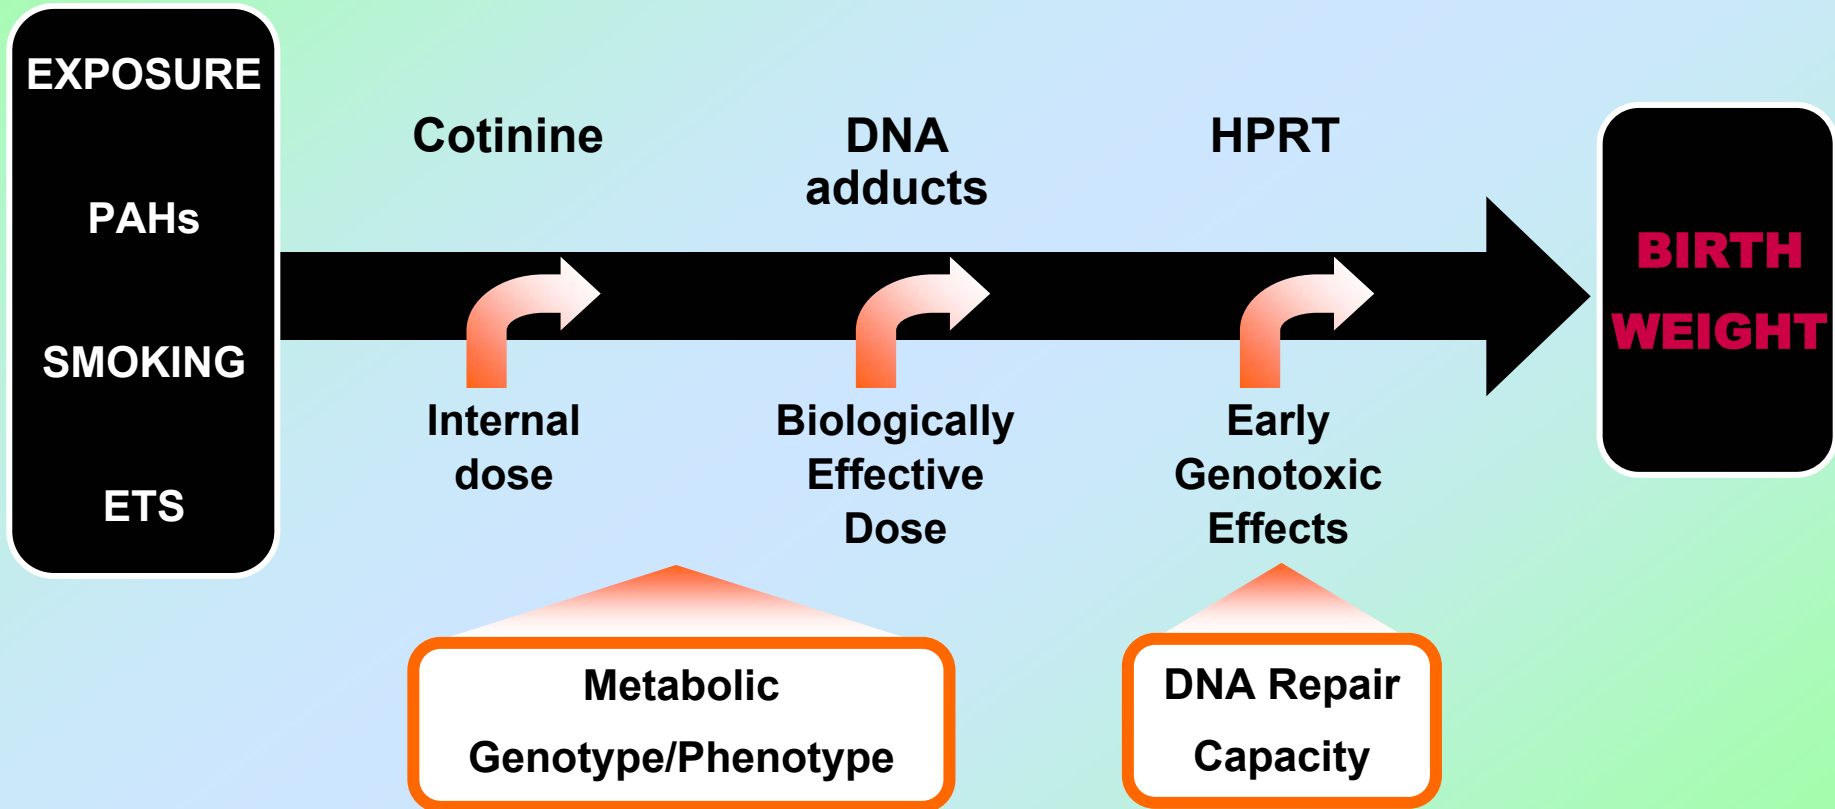 EXPOSURE
PAHs
SMOKING
ETS
Cotinine
DNA
adducts
HPRT
Internal
dose
Biologically
Effective
Dose
Early
Genotoxic
Effects
BIRTH
WEIGHT
Metabolic
Genotype/Phenotype
DNA Repair
Capacity